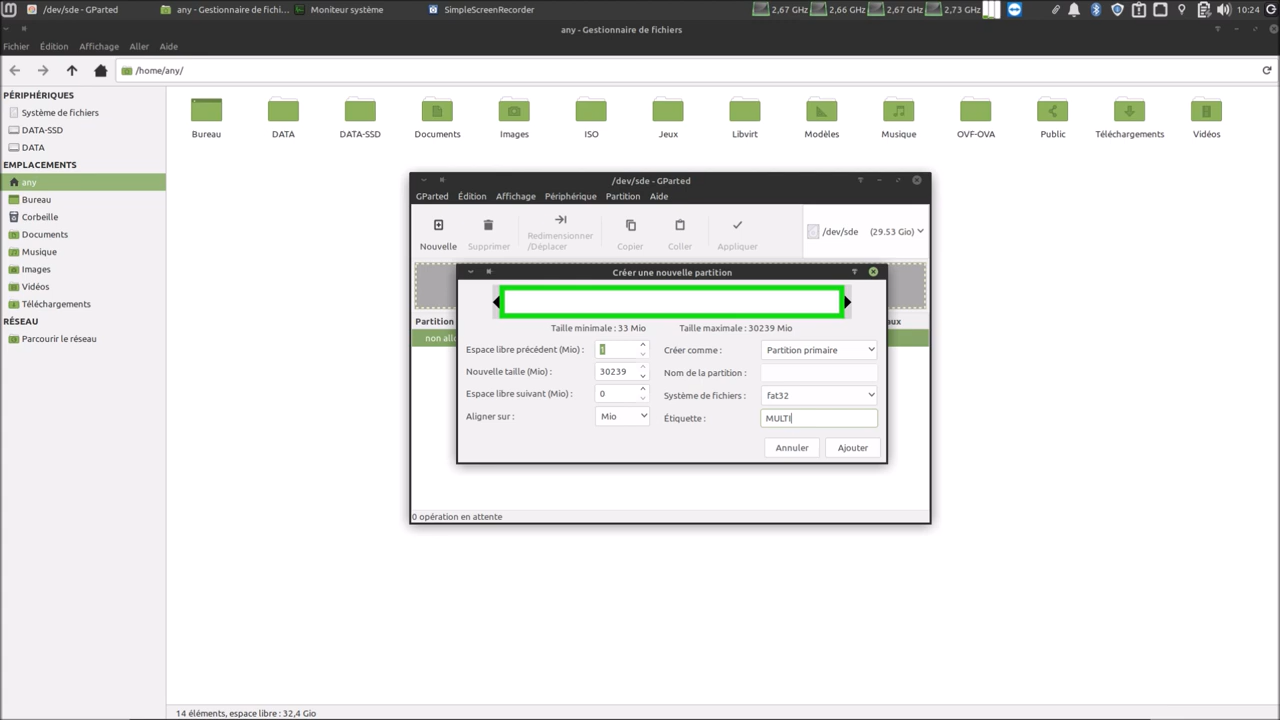 /dev/sde - GParted any - Gestionnaire de fichi... Moniteur système SimpleScreenRecorder 2,67 GHz 2,66 GHz 2,67 GHz 2,73 GHz 10:24
any - Gestionnaire de fichiers
Fichier Édition Affichage Aller Aide
/home/any/
PÉRIPHÉRIQUES
Système de fichiers
DATA-SSD
DATA
EMPLACEMENTS
any
Bureau
Corbeille
Documents
Musique
Images
Vidéos
Téléchargements
RÉSEAU
Parcourir le réseau
Bureau DATA DATA-SSD Documents Images ISO Jeux Libvirt Modèles Musique OVF-OVA Public Téléchargements Vidéos
/dev/sde - GParted
GParted Édition Affichage Périphérique Partition Aide
Nouvelle Supprimer Redimensionner
/Déplacer Copier Coller Appliquer
/dev/sde (29.53 Gio)
Créer une nouvelle partition
Taille minimale : 33 Mio Taille maximale : 30239 Mio
Partition aux
non allo
Espace libre précédent (Mio) : 1 Créer comme : Partition primaire
Nouvelle taille (Mio) : 30239 Nom de la partition :
Espace libre suivant (Mio) : 0 Système de fichiers : fat32
Aligner sur : Mio Étiquette : MULTI
Annuler Ajouter
0 opération en attente
14 éléments, espace libre : 32,4 Gio